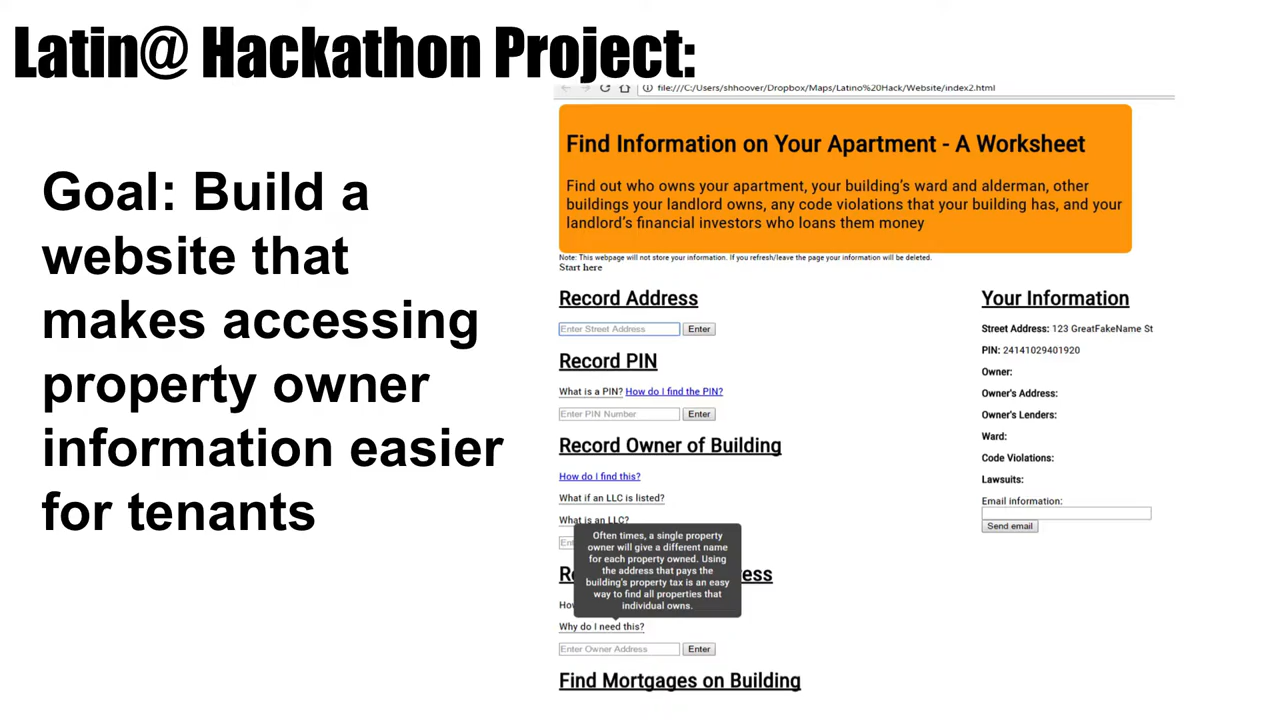 Latin@ Hackathon Project:
Goal: Build a
website that
makes accessing
property owner
information easier
for tenants
file:///C:/Users/shhoover/Dropbox/Maps/Latino%20Hack/Website/index2.html
Find Information on Your Apartment - A Worksheet
Find out who owns your apartment, your building's ward and alderman, other
buildings your landlord owns, any code violations that your building has, and your
landlord's financial investors who loans them money
Note: This webpage will not store your information. If you refresh/leave the page your information will be deleted.
Start here
Record Address
Enter Street Address Enter
Record PIN
What is a PIN? How do I find the PIN?
Enter PIN Number Enter
Record Owner of Building
How do I find this?
What if an LLC is listed?
What is an LLC?
Often times, a single property
owner will give a different name
for each property owned. Using
the address that pays the
building's property tax is an easy
way to find all properties that
individual owns.
Why do I need this?
Enter Owner Address Enter
Find Mortgages on Building
Your Information
Street Address: 123 GreatFakeName St
PIN: 24141029401920
Owner:
Owner's Address:
Owner's Lenders:
Ward:
Code Violations:
Lawsuits:
Email information:
Send email